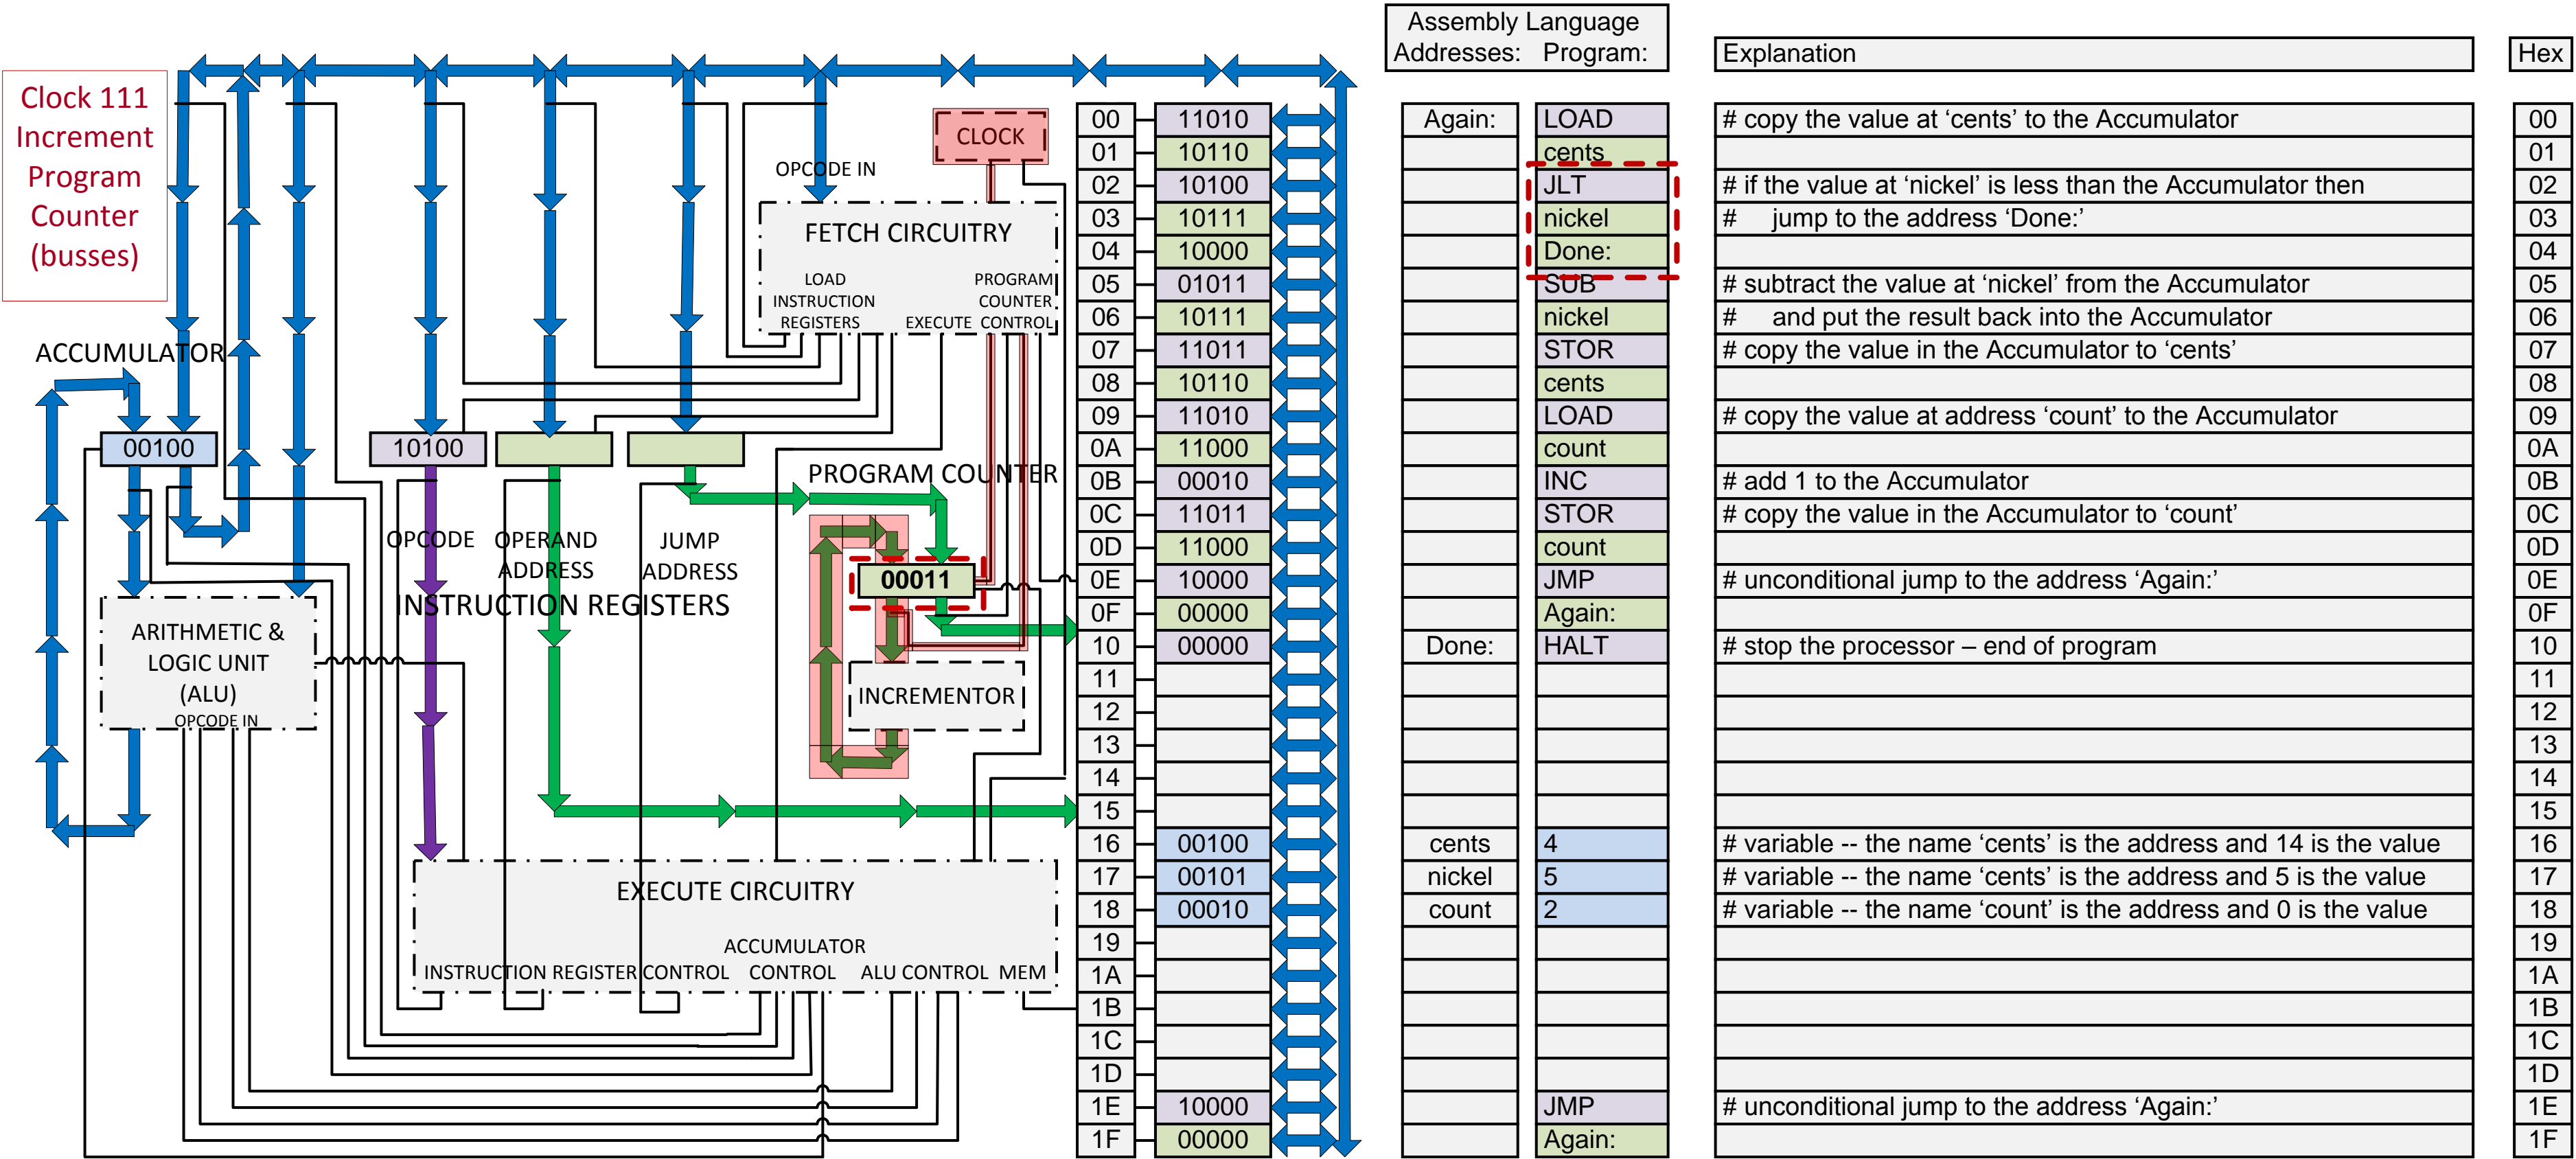 Assembly Language
Addresses: Program:
Explanation
Hex
Clock 111
Increment
Program
Counter
(busses)
CLOCK
OPCODE IN
FETCH CIRCUITRY
LOAD
INSTRUCTION
REGISTERS
EXECUTE
PROGRAM
COUNTER
CONTROL
ACCUMULATOR
00100
10100
PROGRAM COUNTER
OPCODE
OPERAND
ADDRESS
JUMP
ADDRESS
INSTRUCTION REGISTERS
00011
INCREMENTOR
ARITHMETIC &
LOGIC UNIT
(ALU)
OPCODE IN
EXECUTE CIRCUITRY
INSTRUCTION REGISTER CONTROL
ACCUMULATOR
CONTROL
ALU CONTROL
MEM
00 11010 Again: LOAD # copy the value at ‘cents’ to the Accumulator 00
01 10110 cents 01
02 10100 JLT # if the value at ‘nickel’ is less than the Accumulator then 02
03 10111 nickel # jump to the address ‘Done:’ 03
04 10000 Done: 04
05 01011 SUB # subtract the value at ‘nickel’ from the Accumulator 05
06 10111 nickel # and put the result back into the Accumulator 06
07 11011 STOR # copy the value in the Accumulator to ‘cents’ 07
08 10110 cents 08
09 11010 LOAD # copy the value at address ‘count’ to the Accumulator 09
0A 11000 count 0A
0B 00010 INC # add 1 to the Accumulator 0B
0C 11011 STOR # copy the value in the Accumulator to ‘count’ 0C
0D 11000 count 0D
0E 10000 JMP # unconditional jump to the address ‘Again:’ 0E
0F 00000 Again: 0F
10 00000 Done: HALT # stop the processor – end of program 10
11 11
12 12
13 13
14 14
15 15
16 00100 cents 4 # variable -- the name ‘cents’ is the address and 14 is the value 16
17 00101 nickel 5 # variable -- the name ‘cents’ is the address and 5 is the value 17
18 00010 count 2 # variable -- the name ‘count’ is the address and 0 is the value 18
19 19
1A 1A
1B 1B
1C 1C
1D 1D
1E 10000 JMP # unconditional jump to the address ‘Again:’ 1E
1F 00000 Again: 1F